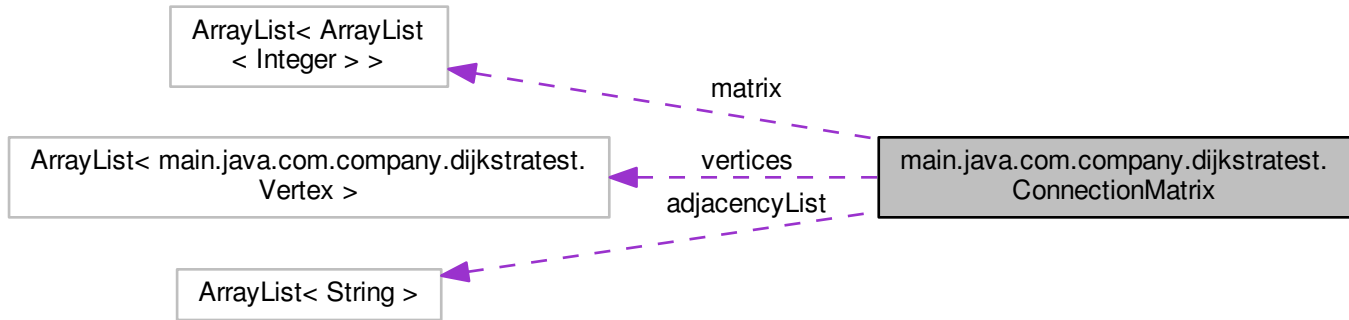 ArrayList< ArrayList
< Integer > >
matrix
ArrayList< main.java.com.company.dijkstratest.
Vertex >
vertices
main.java.com.company.dijkstratest.
ConnectionMatrix
adjacencyList
ArrayList< String >